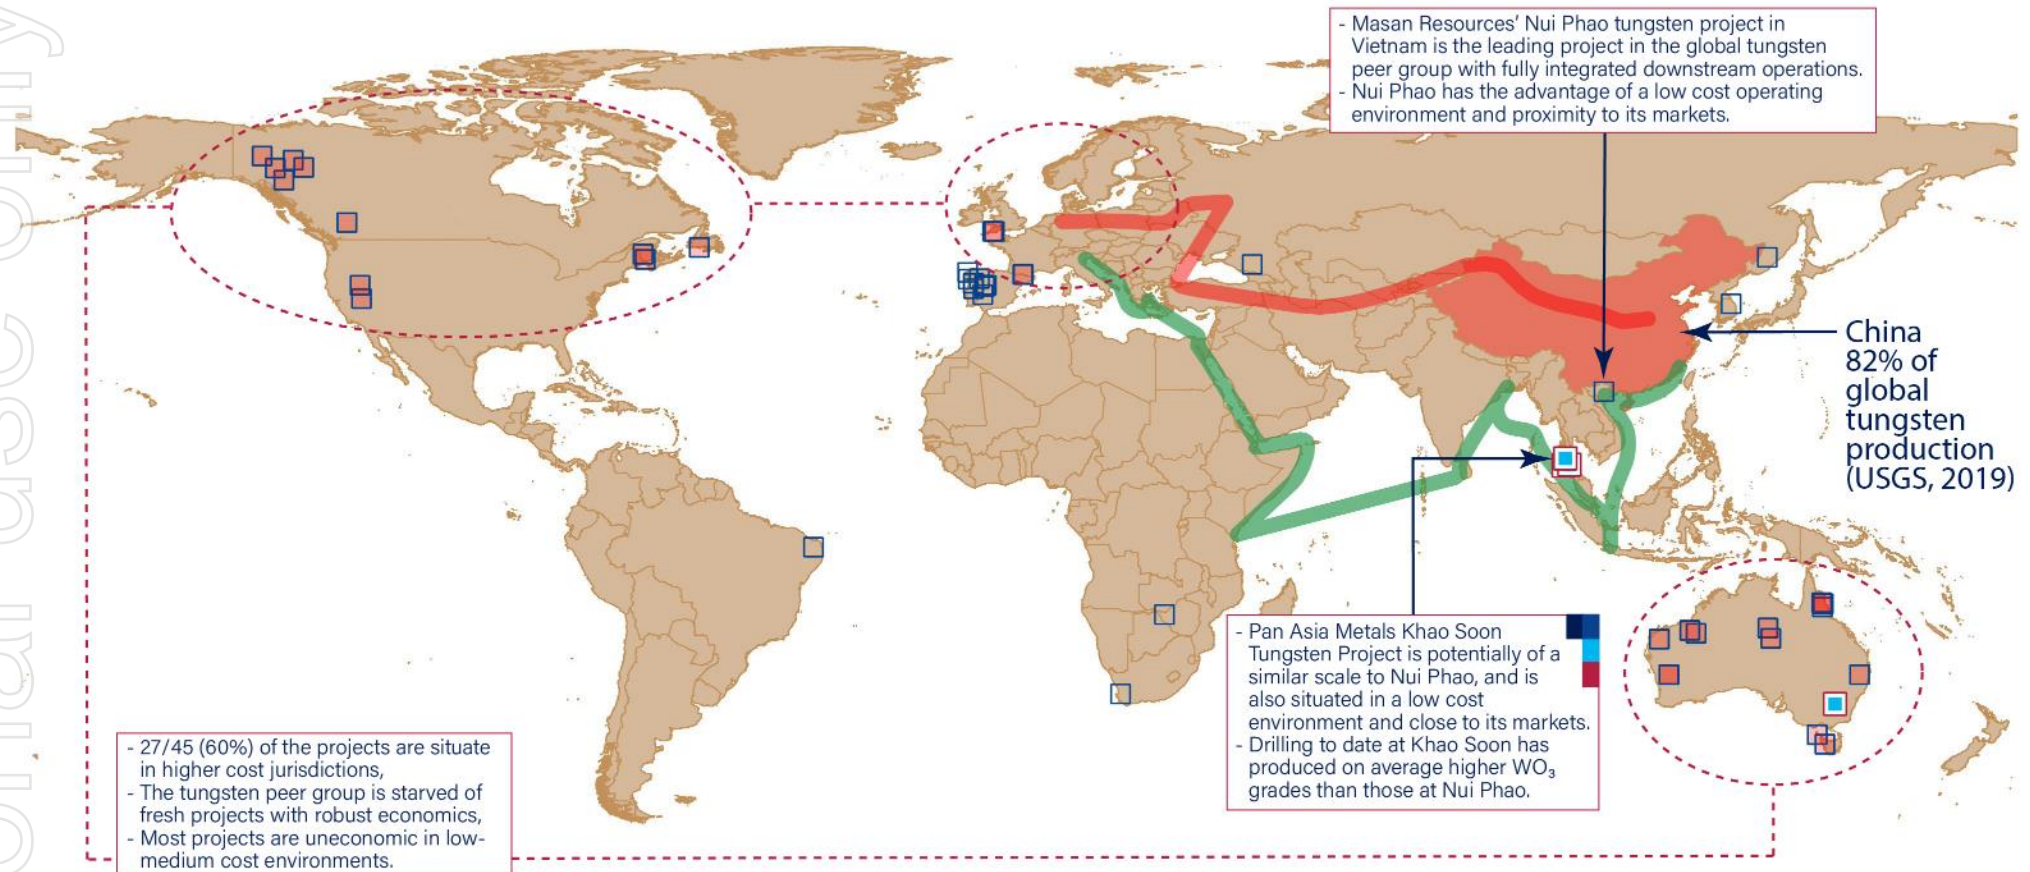 - Masan Resources' Nui Phao tungsten project in
Vietnam is the leading project in the global tungsten
peer group with fully integrated downstream operations.
- Nui Phao has the advantage of a low cost operating
environment and proximity to its markets.
China
82% of
global
tungsten
production
(USGS, 2019)
- Pan Asia Metals Khao Soon
Tungsten Project is potentially of a
similar scale to Nui Phao, and is
also situated in a low cost
environment and close to its markets.
- Drilling to date at Khao Soon has
produced on average higher WO₃
grades than those at Nui Phao.
- 27/45 (60%) of the projects are situate
in higher cost jurisdictions,
- The tungsten peer group is starved of
fresh projects with robust economics,
- Most projects are uneconomic in low-
medium cost environments.